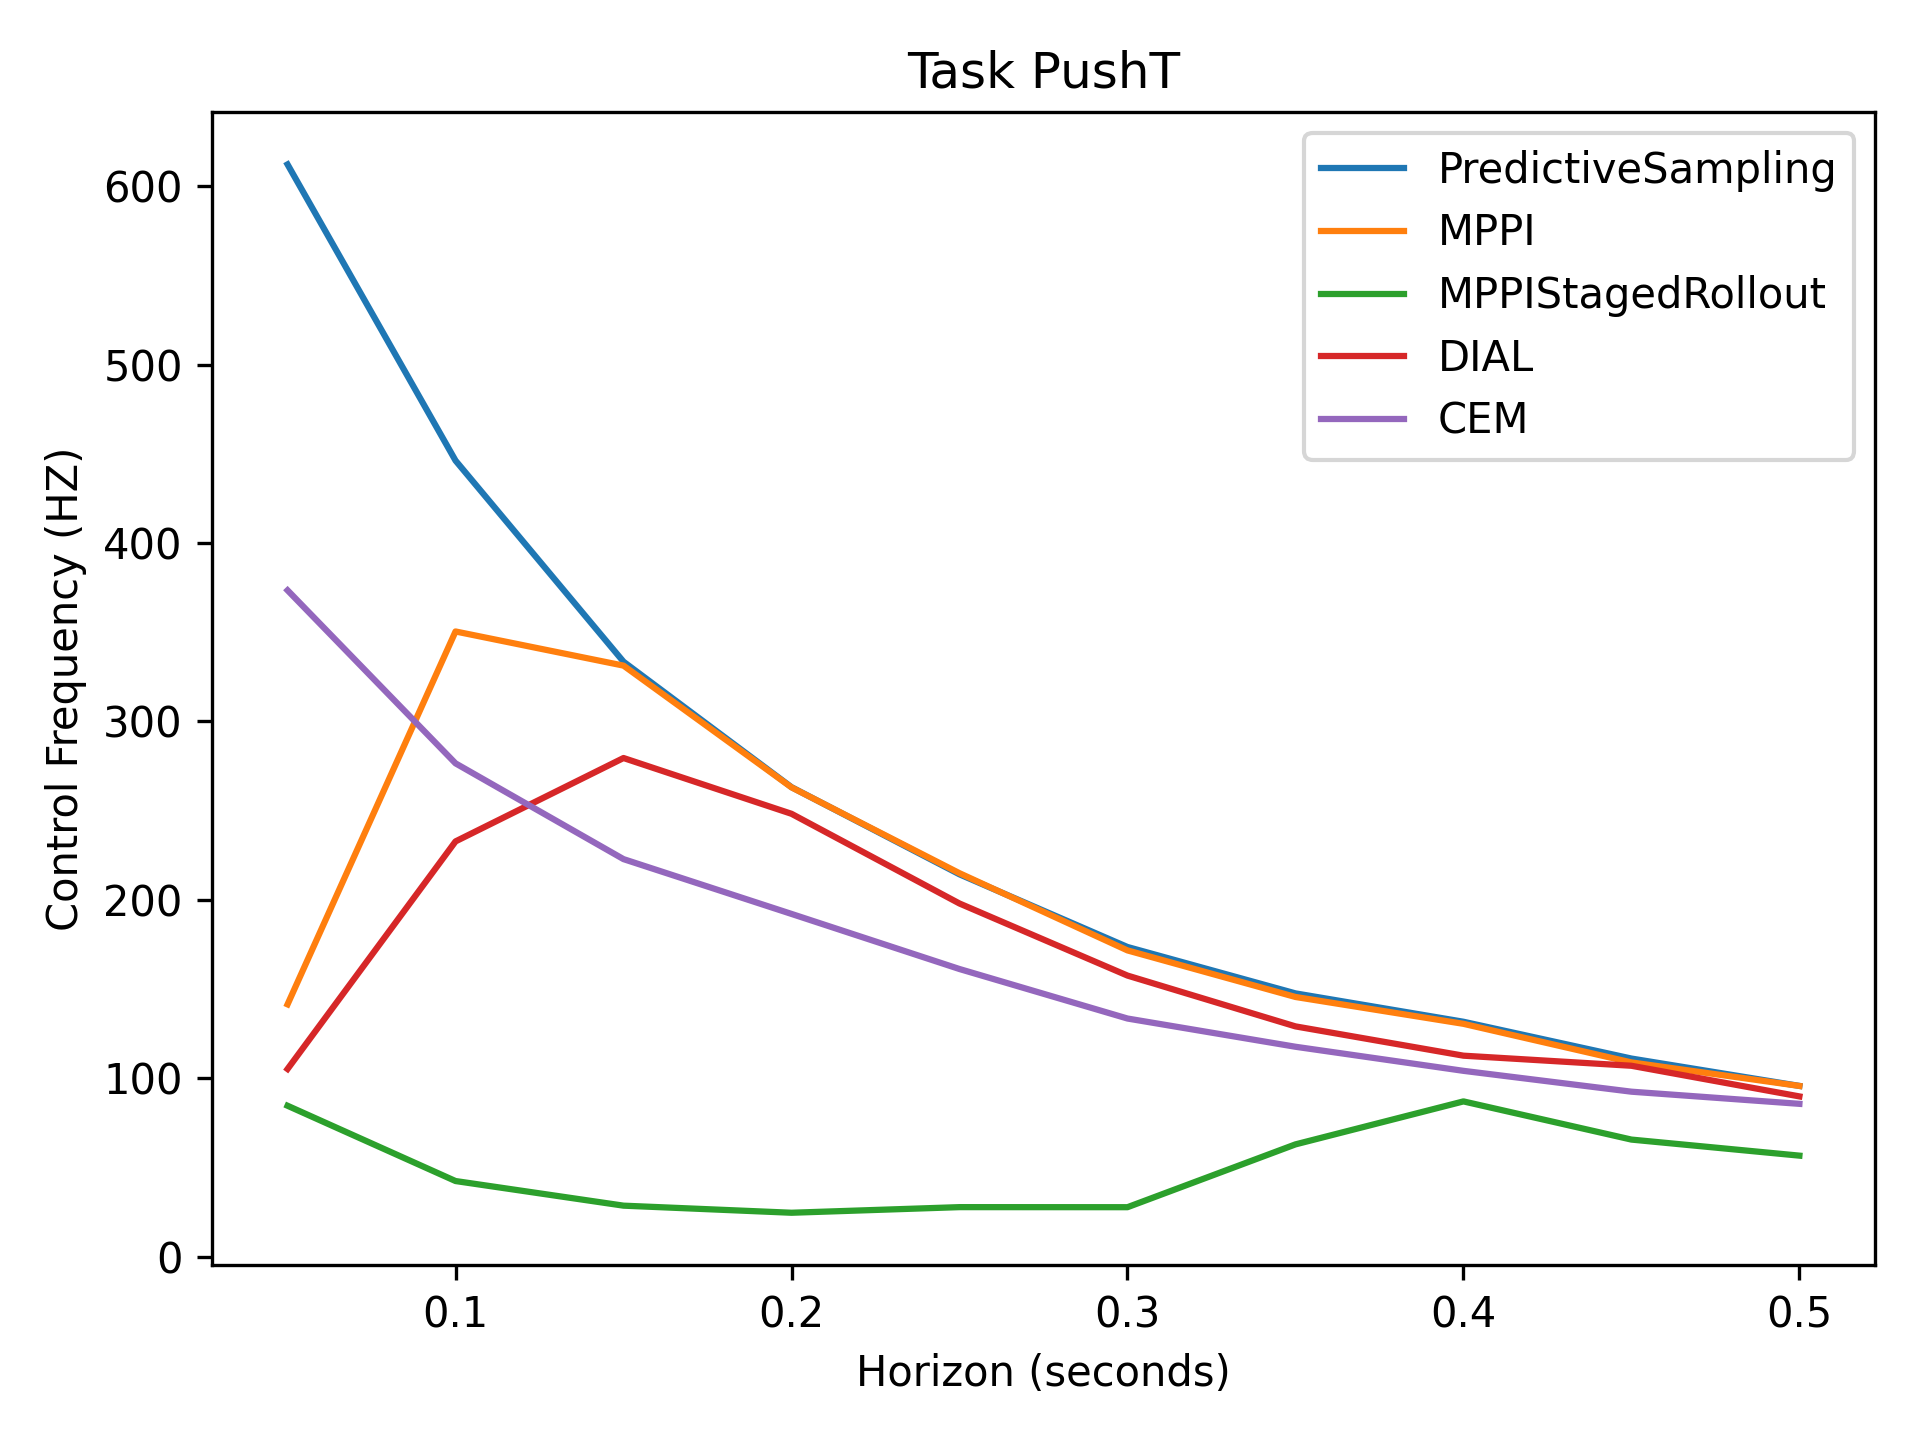 Task PushT
PredictiveSampling
MPPI
MPPIStagedRollout
DIAL
CEM
Control Frequency (HZ)
600
500
400
300
200
100
0
0.1 0.2 0.3 0.4 0.5
Horizon (seconds)